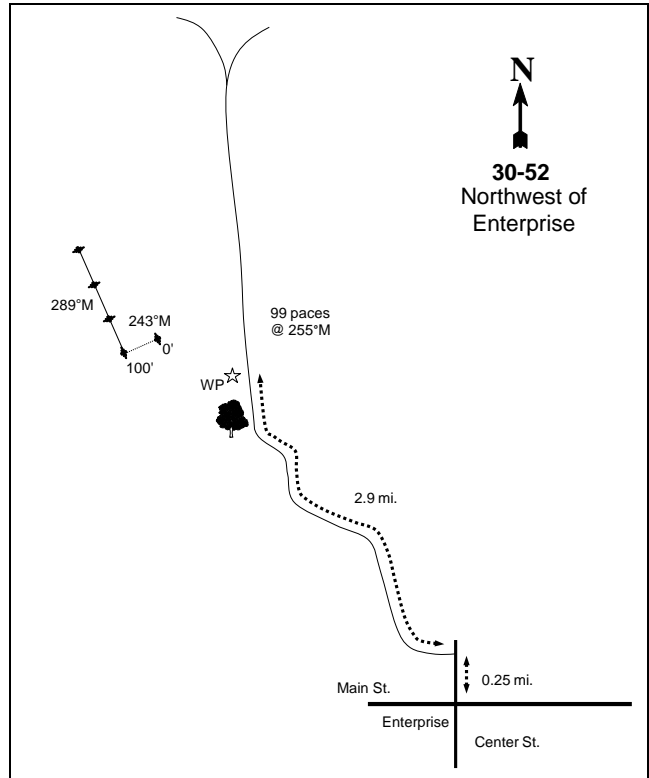 N
30-52
Northwest of
Enterprise
289°M
243°M
0'
100'
99 paces
@ 255°M
WP
2.9 mi.
0.25 mi.
Main St.
Enterprise
Center St.